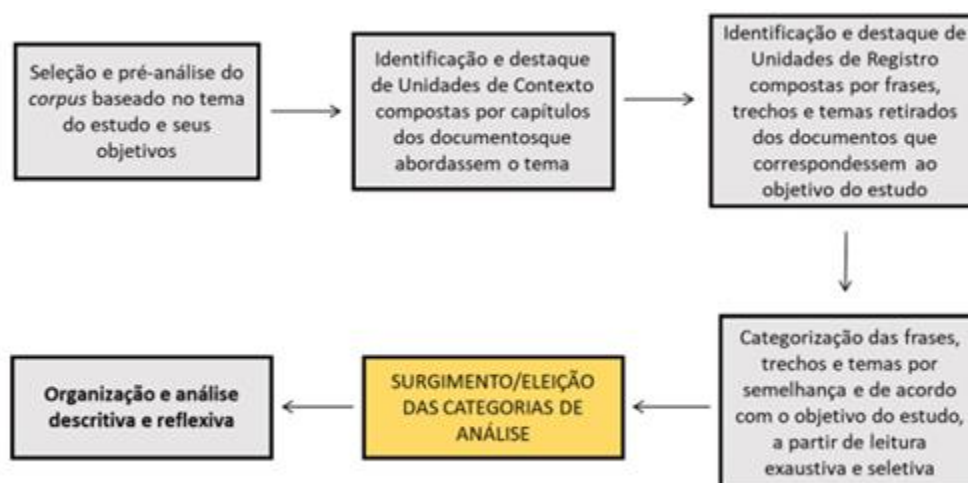 Seleção e pré-análise do
corpus baseado no tema
do estudo e seus
objetivos
Identificação e destaque
de Unidades de Contexto
compostas por capítulos
dos documentosque
abordassem o tema
Identificação e destaque de
Unidades de Registro
compostas por frases,
trechos e temas retirados
dos documentos que
correspondessem ao
objetivo do estudo
Categorização das frases,
trechos e temas por
semelhança e de acordo
com o objetivo do estudo,
a partir de leitura
exaustiva e seletiva
SURGIMENTO/ELEIÇÃO
DAS CATEGORIAS DE
ANÁLISE
Organização e análise
descritiva e reflexiva